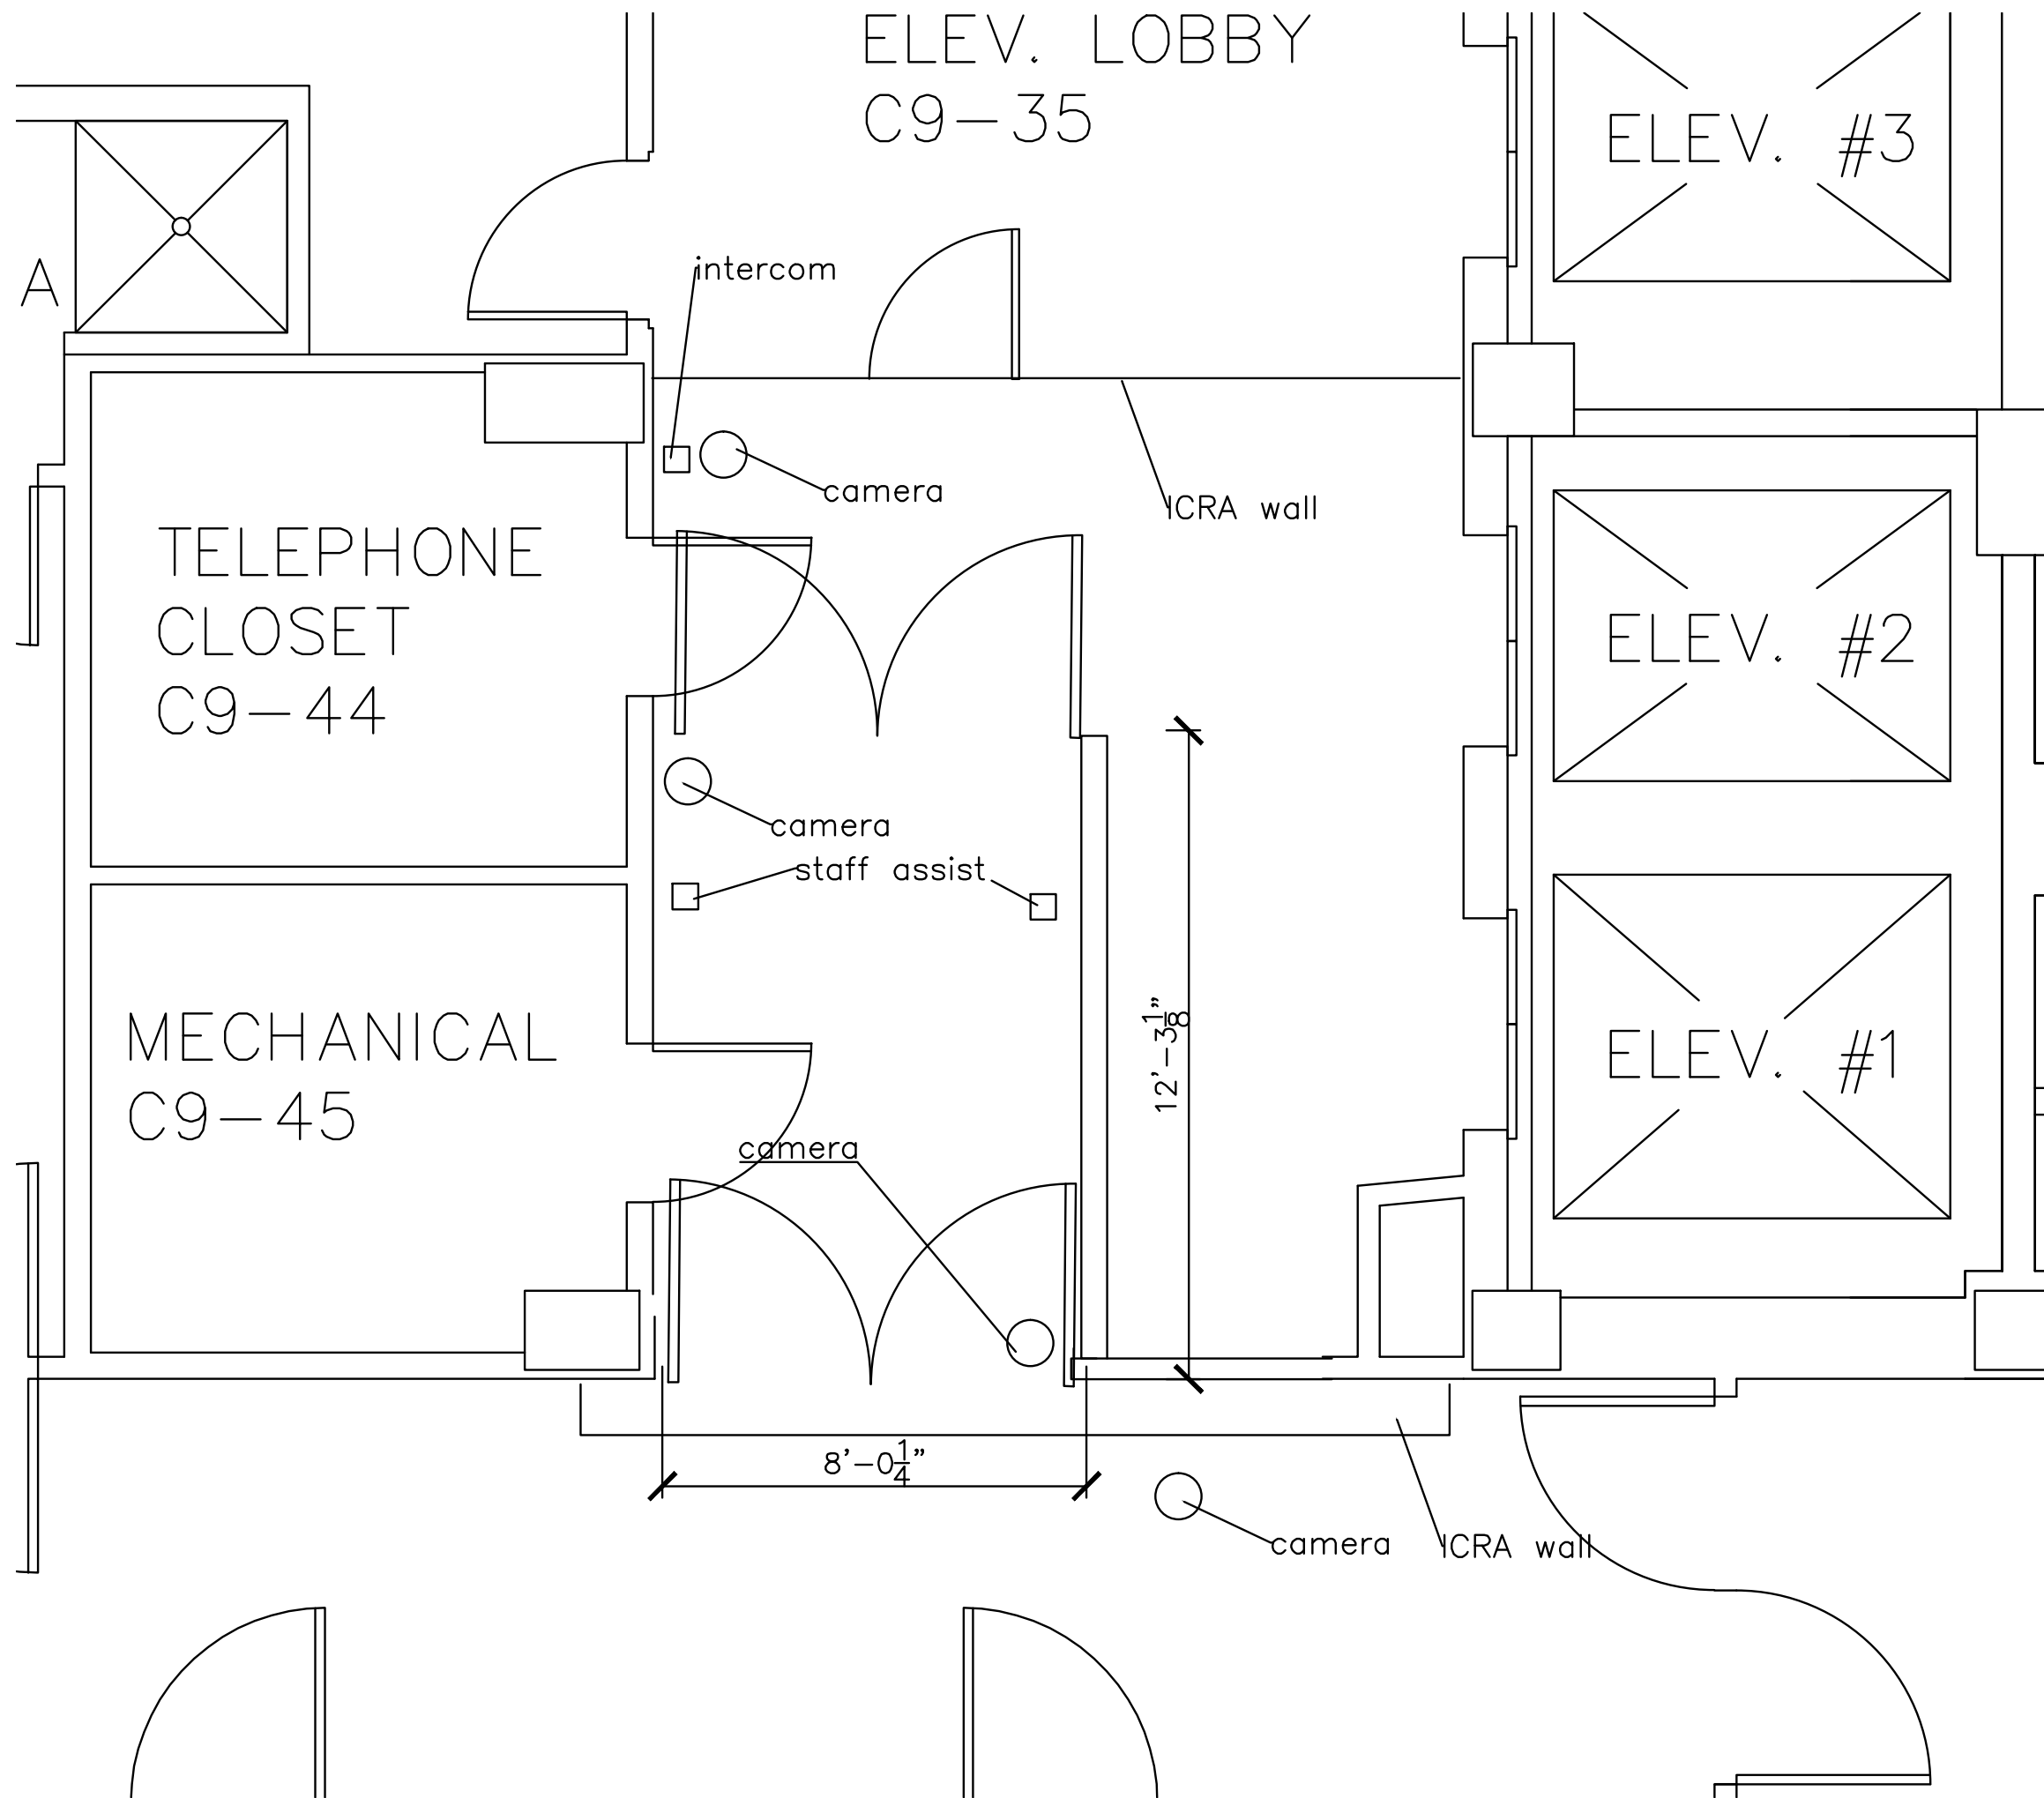 ELEV. LOBBY
C9-35
ELEV. #3
A
intercom
camera
ICRA wall
TELEPHONE
CLOSET
C9-44
ELEV. #2
camera
staff assist
12'-3 1/8"
MECHANICAL
C9-45
ELEV. #1
camera
8'-0 1/4"
camera
ICRA wall